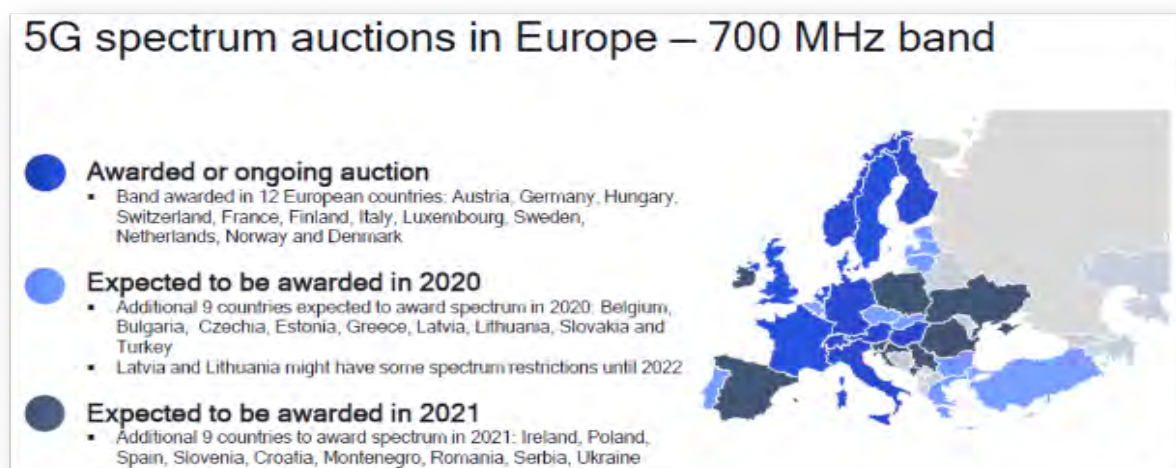 5G spectrum auctions in Europe – 700 MHz band
Awarded or ongoing auction
▪ Band awarded in 12 European countries: Austria, Germany, Hungary,
Switzerland, France, Finland, Italy, Luxembourg, Sweden,
Netherlands, Norway and Denmark
Expected to be awarded in 2020
▪ Additional 9 countries expected to award spectrum in 2020: Belgium,
Bulgaria, Czechia, Estonia, Greece, Latvia, Lithuania, Slovakia and
Turkey
▪ Latvia and Lithuania might have some spectrum restrictions until 2022
Expected to be awarded in 2021
▪ Additional 9 countries to award spectrum in 2021: Ireland, Poland,
Spain, Slovenia, Croatia, Montenegro, Romania, Serbia, Ukraine